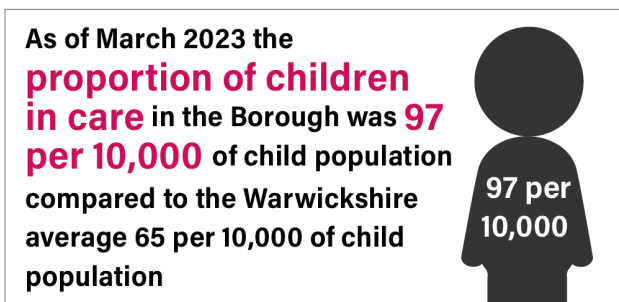 As of March 2023 the
proportion of children
in care in the Borough was 97
per 10,000 of child population
compared to the Warwickshire
average 65 per 10,000 of child
population
97 per
10,000